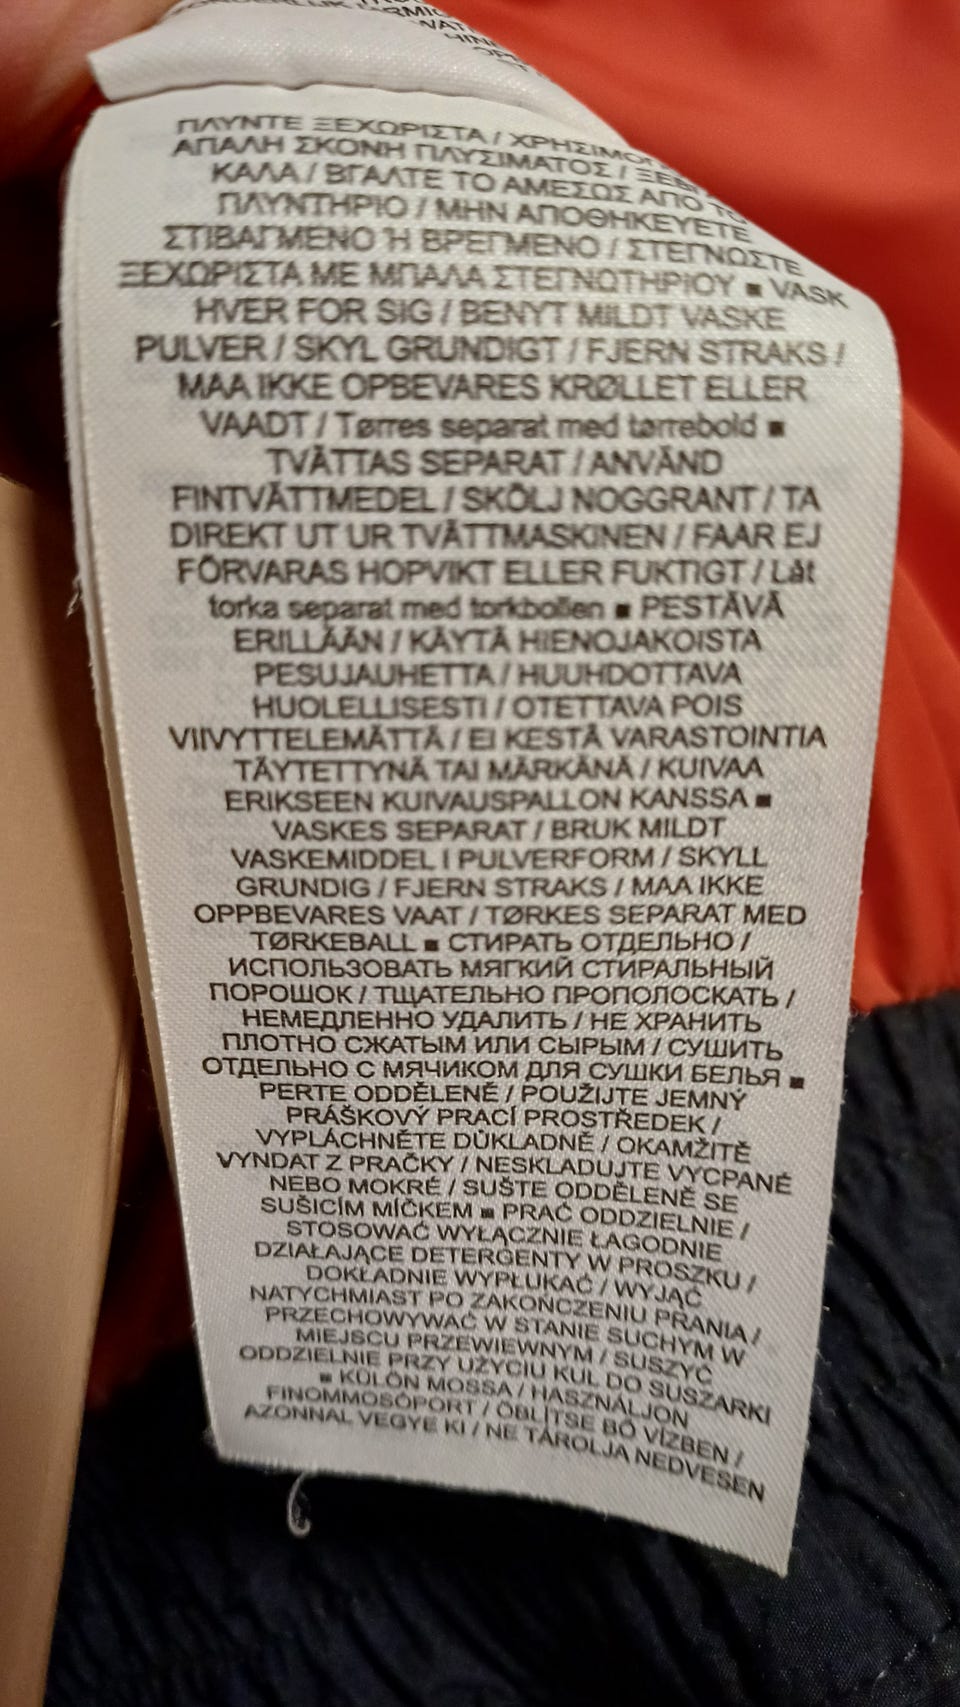 WAT
ΠΛΥΝΤΕ ΞΕΧΩΡΙΣΤΑ /
ΑΠΑΛΗ ΣΚΟΝΗ ΠΛΥΣΙΜΑΤΟΣ /
ΚΑΛΑ / ΒΓΑΛΤΕ ΤΟ ΑΜΕΣΩΣ ΑΠΟ ΤΟ
ΠΛΥΝΤΗΡΙΟ / ΜΗΝ ΑΠΟΘΗΚΕΥΕΤΕ
ΣΤΙΒΑΓΜΕΝΟ Ή ΒΡΕΓΜΕΝΟ / ΣΤΕΓΝΩΣΤΕ
ΞΕΧΩΡΙΣΤΑ ΜΕ ΜΠΑΛΑ ΣΤΕΓΝΩΤΗΡΙΟΥ ■ VASK
HVER FOR SIG / BENYT MILDT VASKE
PULVER / SKYL GRUNDIGT / FJERN STRAKS /
MAA IKKE OPBEVARES KRØLLET ELLER
VAADT / Tørres separat med tørrebold ■
TVÄTTAS SEPARAT / ANVÄND
FINTVÄTTMEDEL / SKÖLJ NOGGRANT / TA
DIREKT UT UR TVÄTTMASKINEN / FAAR EJ
FÖRVARAS HOPVIKT ELLER FUKTIGT / Låt
torka separat med torkbollen ■ PESTÄVÄ
ERILLÄÄN / KÄYTÄ HIENOJAKOISTA
PESUJAUHETTA / HUUHDOTTAVA
HUOLELLISESTI / OTETTAVA POIS
VIIVYTTELEMÄTTÄ / EI KESTÄ VARASTOINTIA
TÄYTETTYNÄ TAI MÄRKÄNÄ / KUIVAA
ERIKSEEN KUIVAUSPALLON KANSSA ■
VASKES SEPARAT / BRUK MILDT
VASKEMIDDEL I PULVERFORM / SKYLL
GRUNDIG / FJERN STRAKS / MAA IKKE
OPPBEVARES VAAT / TØRKES SEPARAT MED
TØRKEBALL ■ СТИРАТЬ ОТДЕЛЬНО /
ИСПОЛЬЗОВАТЬ МЯГКИЙ СТИРАЛЬНЫЙ
ПОРОШОК / ТЩАТЕЛЬНО ПРОПОЛОСКАТЬ /
НЕМЕДЛЕННО УДАЛИТЬ / НЕ ХРАНИТЬ
ПЛОТНО СЖАТЫМ ИЛИ СЫРЫМ / СУШИТЬ
ОТДЕЛЬНО С МЯЧИКОМ ДЛЯ СУШКИ БЕЛЬЯ ■
PERTE ODDĚLENĚ / POUŽIJTE JEMNÝ
PRÁŠKOVÝ PRACÍ PROSTŘEDEK /
VYPLÁCHNĚTE DŮKLADNĚ / OKAMŽITĚ
VYNDAT Z PRAČKY / NESKLADUJTE VYCPANÉ
NEBO MOKRÉ / SUŠTE ODDĚLENĚ SE
SUŠICÍM MÍČKEM ■ PRAĆ ODDZIELNIE /
STOSOWAĆ WYŁĄCZNIE ŁAGODNIE
DZIAŁAJĄCE DETERGENTY W PROSZKU /
DOKŁADNIE WYPŁUKAĆ / WYJĄĆ
NATYCHMIAST PO ZAKOŃCZENIU PRANIA /
PRZECHOWYWAĆ W STANIE SUCHYM W
MIEJSCU PRZEWIEWNYM / SUSZYĆ
ODDZIELNIE PRZY UŻYCIU KUL DO SUSZARKI
■ KÜLÖN MOSSA / HASZNÁLJON
FINOMMOSÓPORT / ÖBLÍTSE BŐ VÍZBEN /
AZONNAL VEGYE KI / NE TÁROLJA NEDVESEN